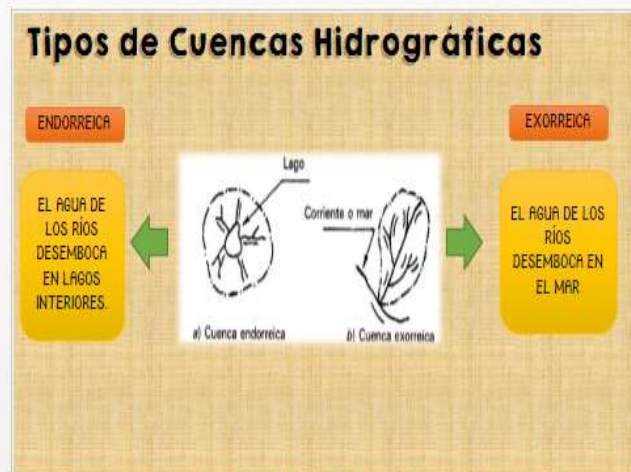 Tipos de Cuencas Hidrográficas
ENDORREICA
EL AGUA DE
LOS RÍOS
DESEMBOCA
EN LAGOS
INTERIORES.
Lago
Corriente o mar
a) Cuenca endorreica
b) Cuenca exorreica
EXORREICA
EL AGUA DE LOS
RÍOS
DESEMBOCA EN
EL MAR